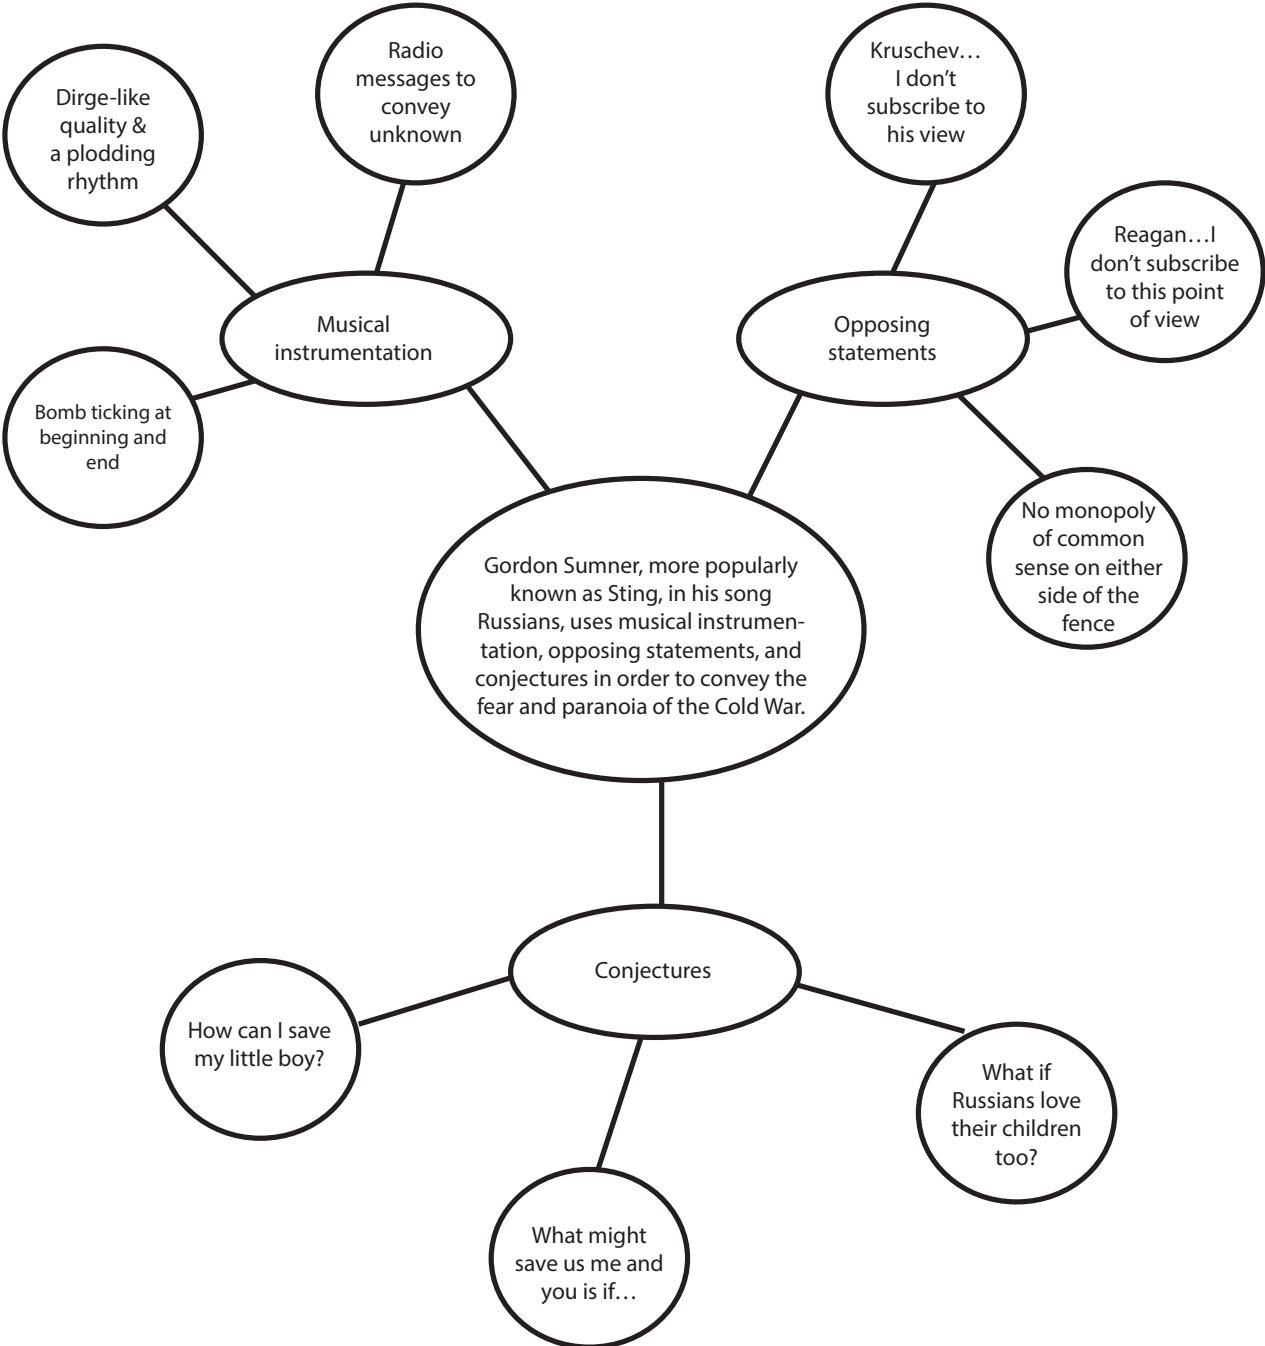 Radio
messages to
convey
unknown
Kruschev…
I don't
subscribe to
his view
Dirge-like
quality &
a plodding
rhythm
Reagan…I
don't subscribe
to this point
of view
Musical
instrumentation
Opposing
statements
Bomb ticking at
beginning and
end
No monopoly
of common
sense on either
side of the
fence
Gordon Sumner, more popularly
known as Sting, in his song
Russians, uses musical instrumen-
tation, opposing statements, and
conjectures in order to convey the
fear and paranoia of the Cold War.
Conjectures
How can I save
my little boy?
What if
Russians love
their children
too?
What might
save us me and
you is if…